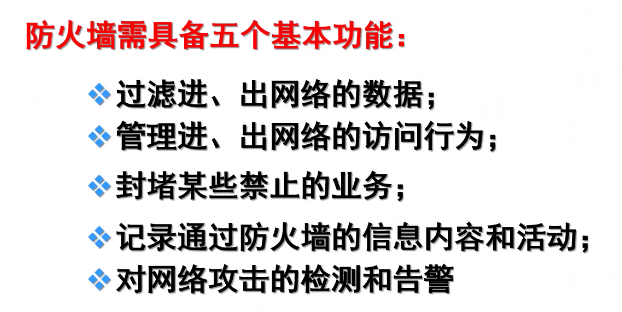 防火墙需具备五个基本功能：
过滤进、出网络的数据；
管理进、出网络的访问行为；
封堵某些禁止的业务；
记录通过防火墙的信息内容和活动；
对网络攻击的检测和告警